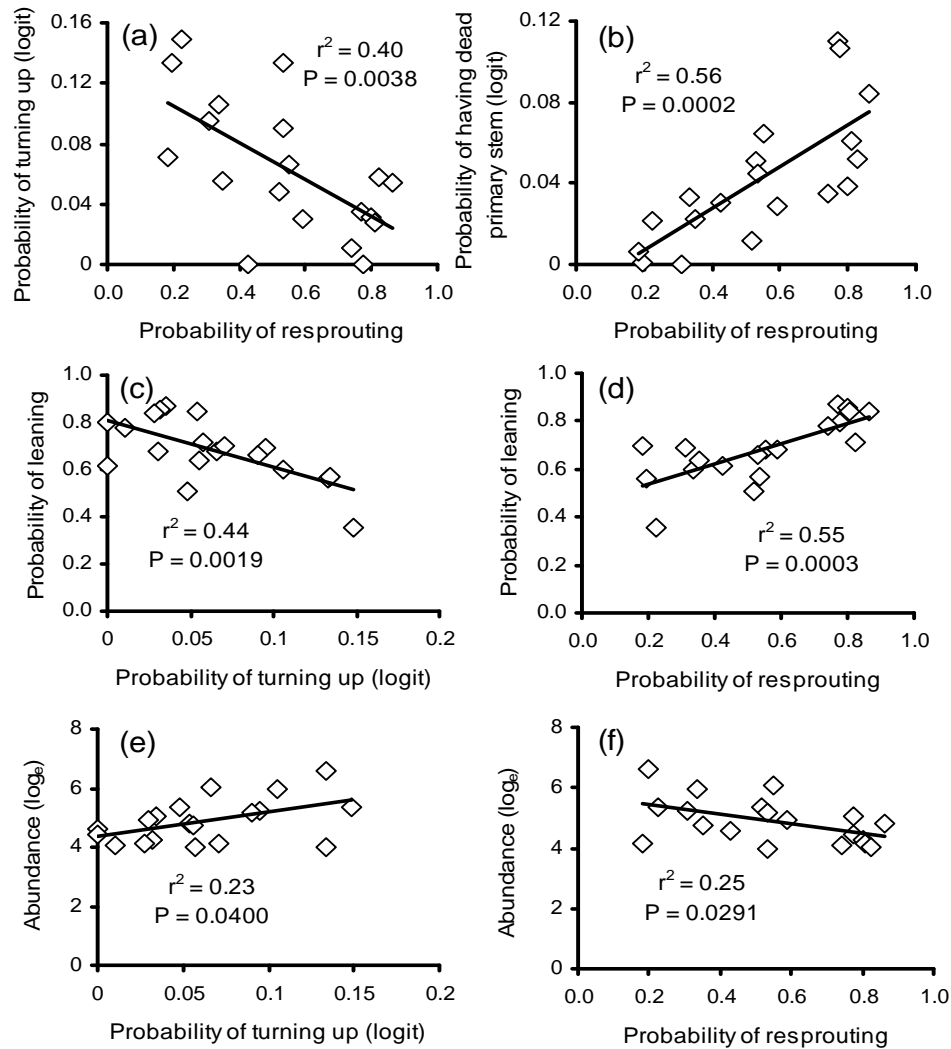 (a)
r² = 0.40
P = 0.0038
Probability of turning up (logit)
0.16
0.12
0.08
0.04
0
0.0 0.2 0.4 0.6 0.8 1.0
Probability of resprouting
(b)
r² = 0.56
P = 0.0002
Probability of having dead
primary stem (logit)
0.12
0.08
0.04
0
0.0 0.2 0.4 0.6 0.8 1.0
Probability of resprouting
(c)
r² = 0.44
P = 0.0019
Probability of leaning
1.0
0.8
0.6
0.4
0.2
0.0
0 0.05 0.1 0.15 0.2
Probability of turning up (logit)
(d)
r² = 0.55
P = 0.0003
Probability of leaning
1.0
0.8
0.6
0.4
0.2
0.0
0.0 0.2 0.4 0.6 0.8 1.0
Probability of resprouting
(e)
r² = 0.23
P = 0.0400
Abundance (logₑ)
8
6
4
2
0
0 0.05 0.1 0.15 0.2
Probability of turning up (logit)
(f)
r² = 0.25
P = 0.0291
Abundance (logₑ)
8
6
4
2
0
0.0 0.2 0.4 0.6 0.8 1.0
Probability of resprouting